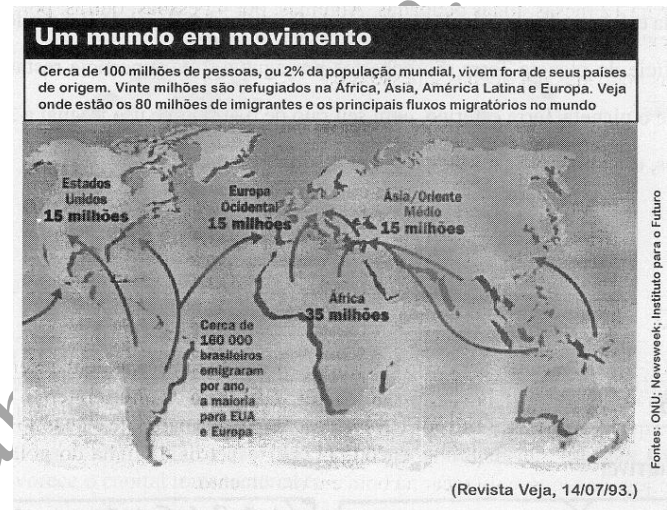 Um mundo em movimento
Cerca de 100 milhões de pessoas, ou 2% da população mundial, vivem fora de seus países
de origem. Vinte milhões são refugiados na África, Ásia, América Latina e Europa. Veja
onde estão os 80 milhões de imigrantes e os principais fluxos migratórios no mundo
Estados
Unidos
15 milhões
Europa
Ocidental
15 milhões
Ásia/Oriente
Médio
15 milhões
África
35 milhões
Cerca de
160 000
brasileiros
emigraram
por ano,
a maioria
para EUA
e Europa
Fontes: ONU; Newsweek; Instituto para o Futuro
(Revista Veja, 14/07/93.)